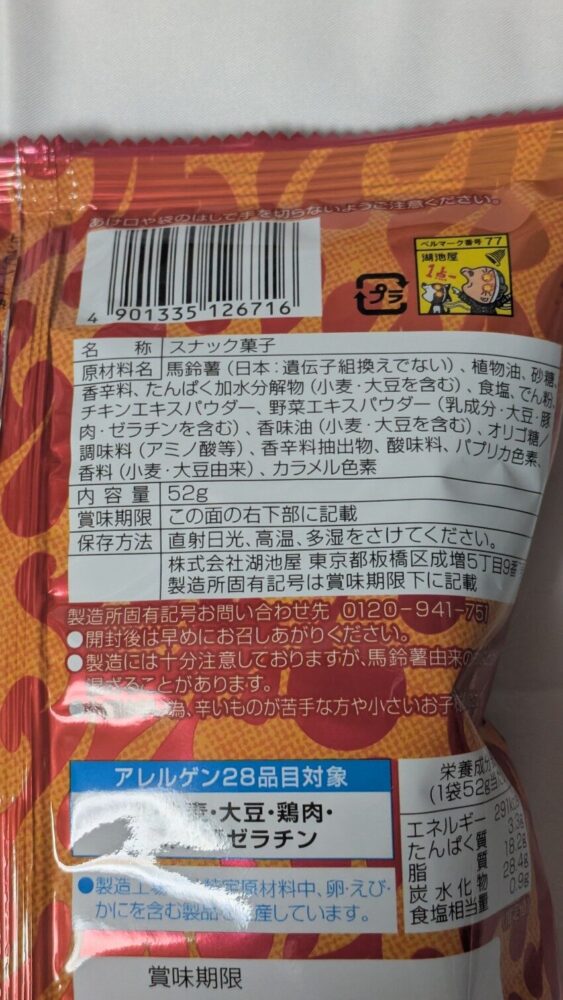 あけ口や袋のはしで手を切らないように注意ください。
4 901335 126716
プラ
ベルマーク番号 77
湖池屋
1点
名 称 スナック菓子
原材料名 馬鈴薯(日本:遺伝子組換えでない)、植物油、砂糖、
香辛料、たんぱく加水分解物(小麦・大豆を含む)、食塩、でん粉、
チキンエキスパウダー、野菜エキスパウダー(乳成分・大豆・豚
肉・ゼラチンを含む)、香味油(小麦・大豆を含む)、オリゴ糖/
調味料(アミノ酸等)、香辛料抽出物、酸味料、パプリカ色素、
香料(小麦・大豆由来)、カラメル色素
内 容 量 52g
賞味期限 この面の右下部に記載
保存方法 直射日光、高温、多湿をさけてください。
株式会社湖池屋 東京都板橋区成増5丁目9番
製造所固有記号は賞味期限下に記載
製造所固有記号お問い合わせ先 0120-941-751
●開封後は早めにお召しあがりください。
●製造には十分注意しておりますが、馬鈴薯由来の
混ざることがあります。
為、辛いものが苦手な方や小さいお子様
アレルゲン28品目対象
・大豆・鶏肉・
ゼラチン
●製造工 特定原材料中、卵・えび・
かにを含む製品 産しています。
栄養成分
(1袋52g当
エネルギー 291kcal
たんぱく質 3.3g
脂 質 18.2g
炭水化物 28.4g
食塩相当量 0.9g
賞味期限